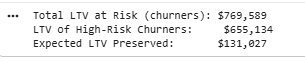 ••• Total LTV at Risk (churners): $769,589
LTV of High-Risk Churners: $655,134
Expected LTV Preserved: $131,027